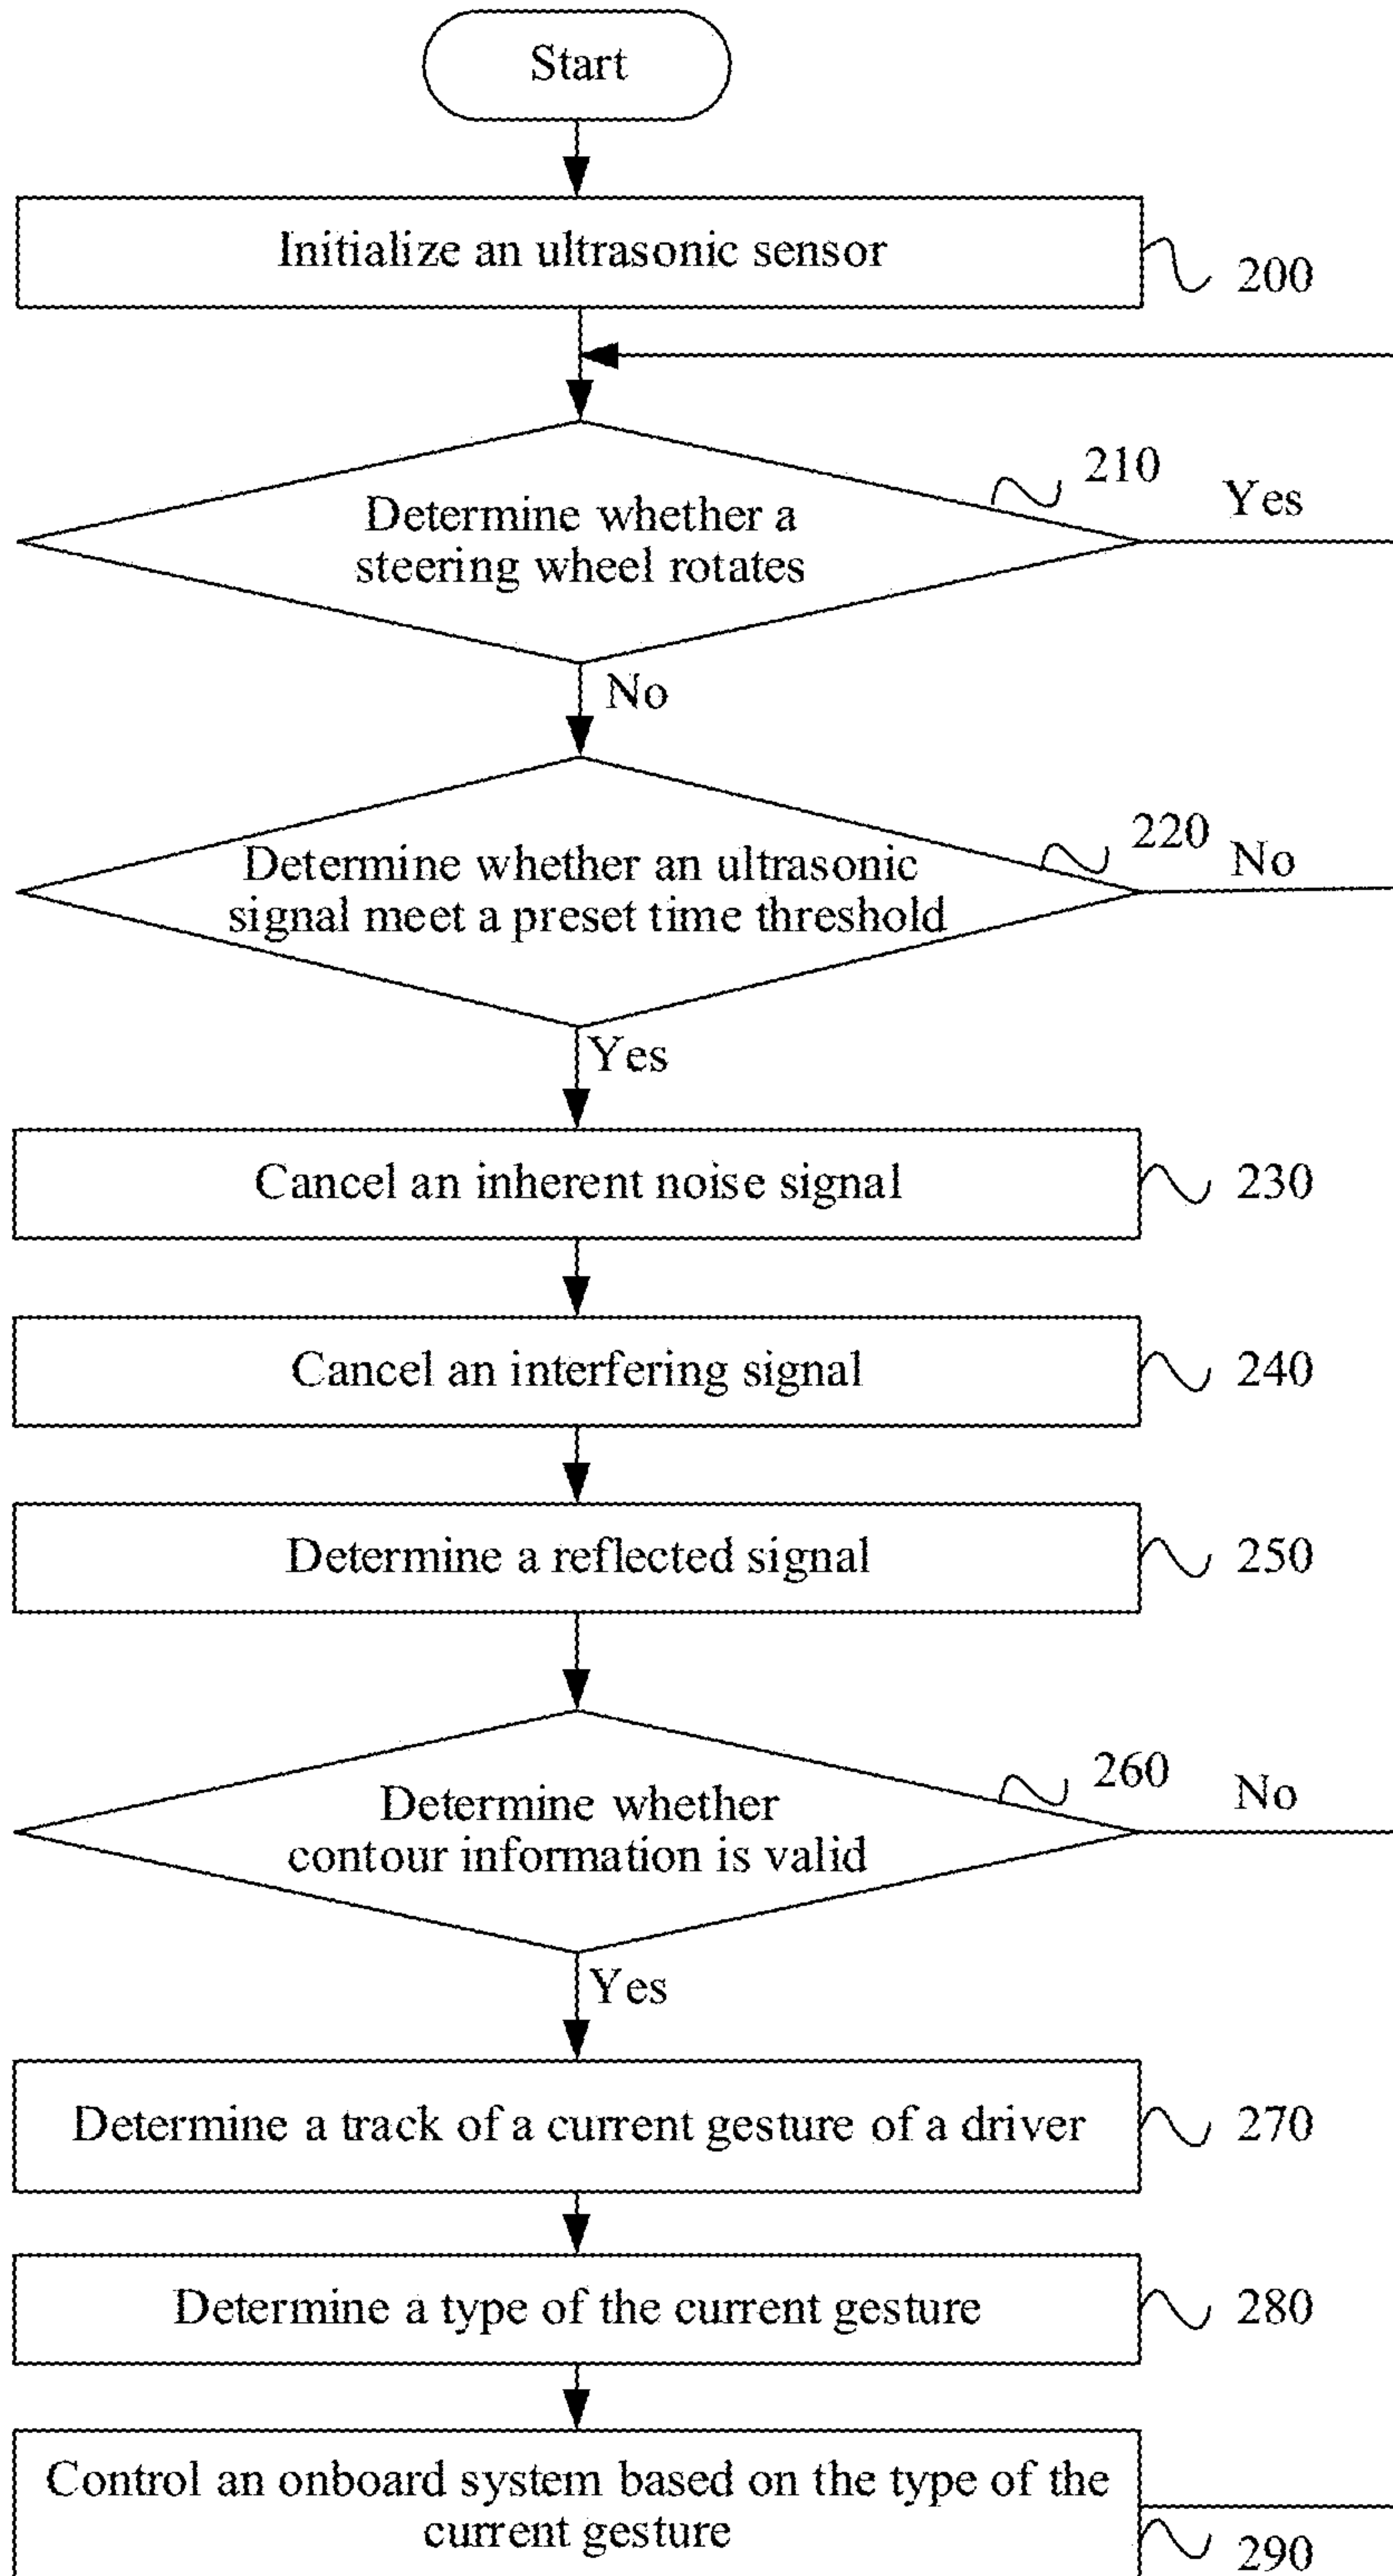 Start
Initialize an ultrasonic sensor
200
210
Yes
Determine whether a
steering wheel rotates
No
220
No
Determine whether an ultrasonic
signal meet a preset time threshold
Yes
Cancel an inherent noise signal
230
Cancel an interfering signal
240
Determine a reflected signal
250
260
No
Determine whether
contour information is valid
Yes
Determine a track of a current gesture of a driver
270
Determine a type of the current gesture
280
Control an onboard system based on the type of the
current gesture
290